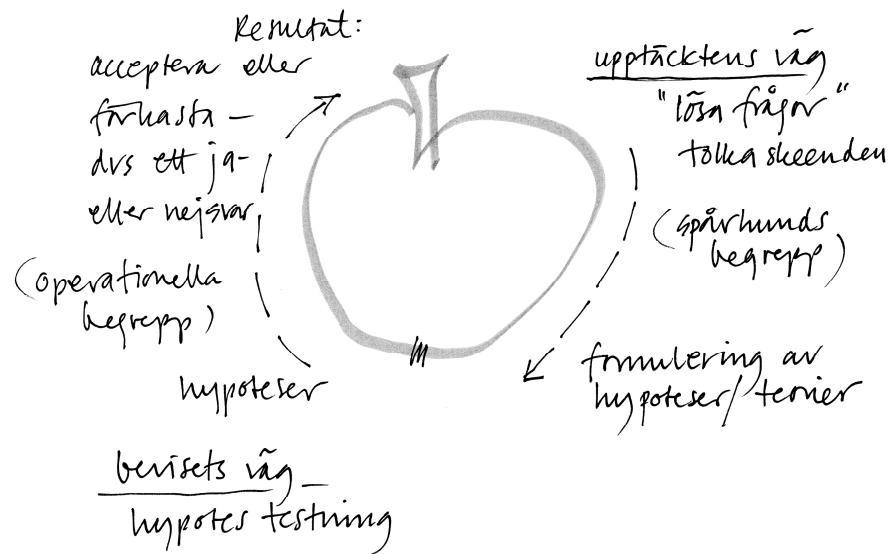 Resultat:
acceptera eller
förkasta –
dvs ett ja-
eller nejsvar
(operationella
begrepp)
hypoteser
bevisets väg –
hypotes testning
upptäcktens väg
"lösa frågor"
tolka skeenden
(spårhunds
begrepp)
formulering av
hypoteser/teorier